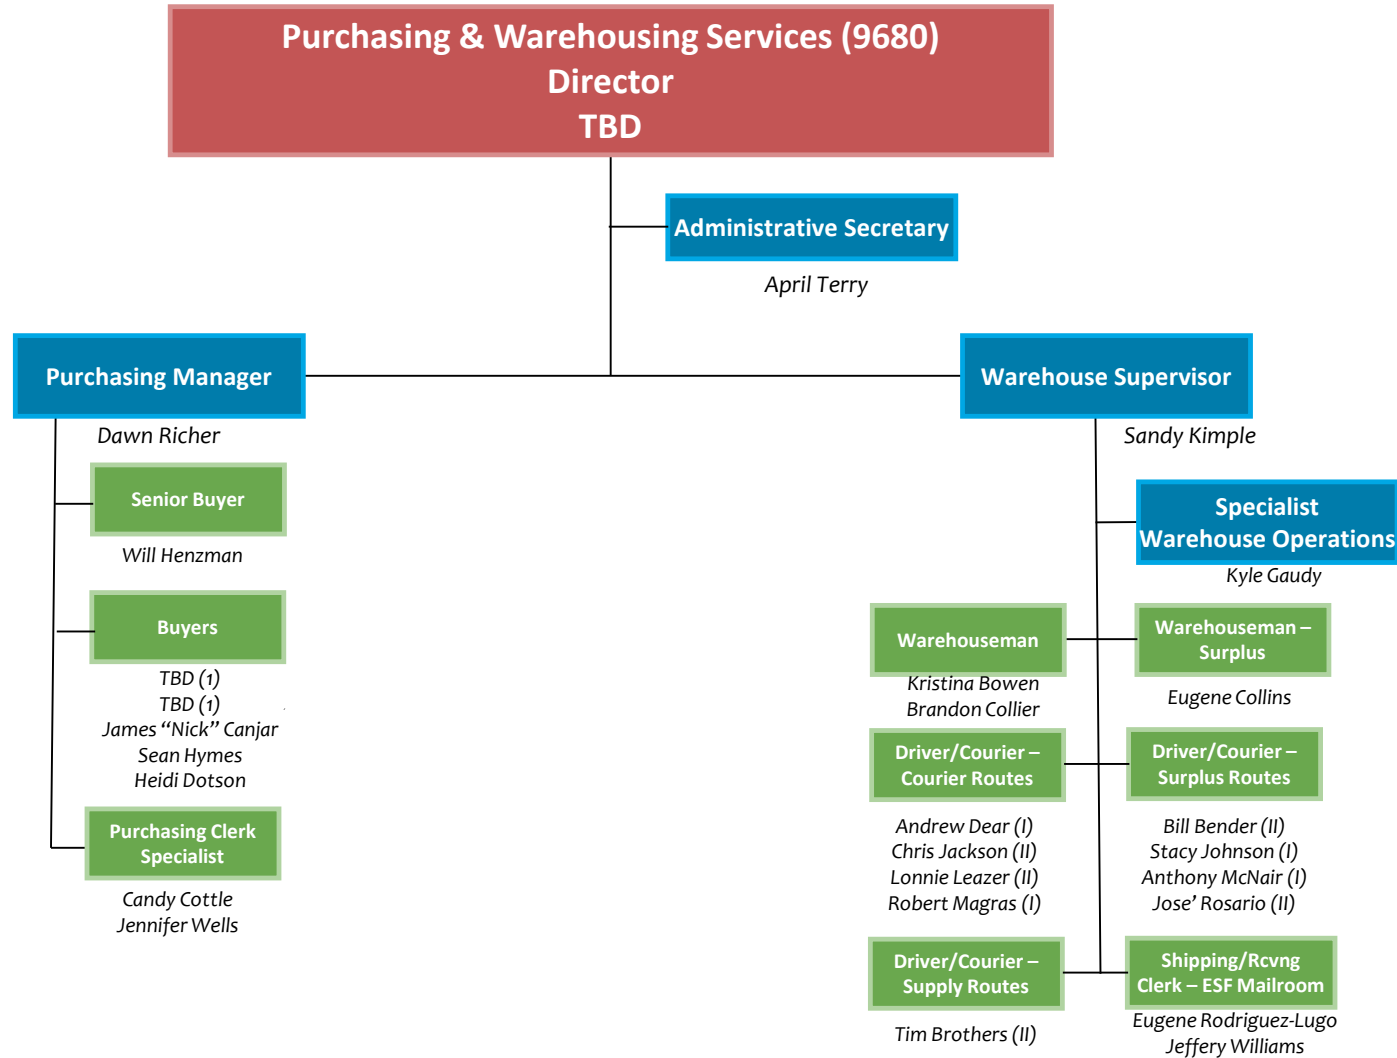 Purchasing & Warehousing Services (9680)
Director
TBD
Administrative Secretary
April Terry
Purchasing Manager
Dawn Richer
Senior Buyer
Will Henzman
Buyers
TBD (1)
TBD (1)
James “Nick” Canjar
Sean Hymes
Heidi Dotson
Purchasing Clerk
Specialist
Candy Cottle
Jennifer Wells
Warehouse Supervisor
Sandy Kimple
Specialist
Warehouse Operations
Kyle Gaudy
Warehouseman
Kristina Bowen
Brandon Collier
Warehouseman –
Surplus
Eugene Collins
Driver/Courier –
Courier Routes
Andrew Dear (I)
Chris Jackson (II)
Lonnie Leazer (II)
Robert Magras (I)
Driver/Courier –
Surplus Routes
Bill Bender (II)
Stacy Johnson (I)
Anthony McNair (I)
Jose’ Rosario (II)
Driver/Courier –
Supply Routes
Tim Brothers (II)
Shipping/Rcvng
Clerk – ESF Mailroom
Eugene Rodriguez-Lugo
Jeffery Williams